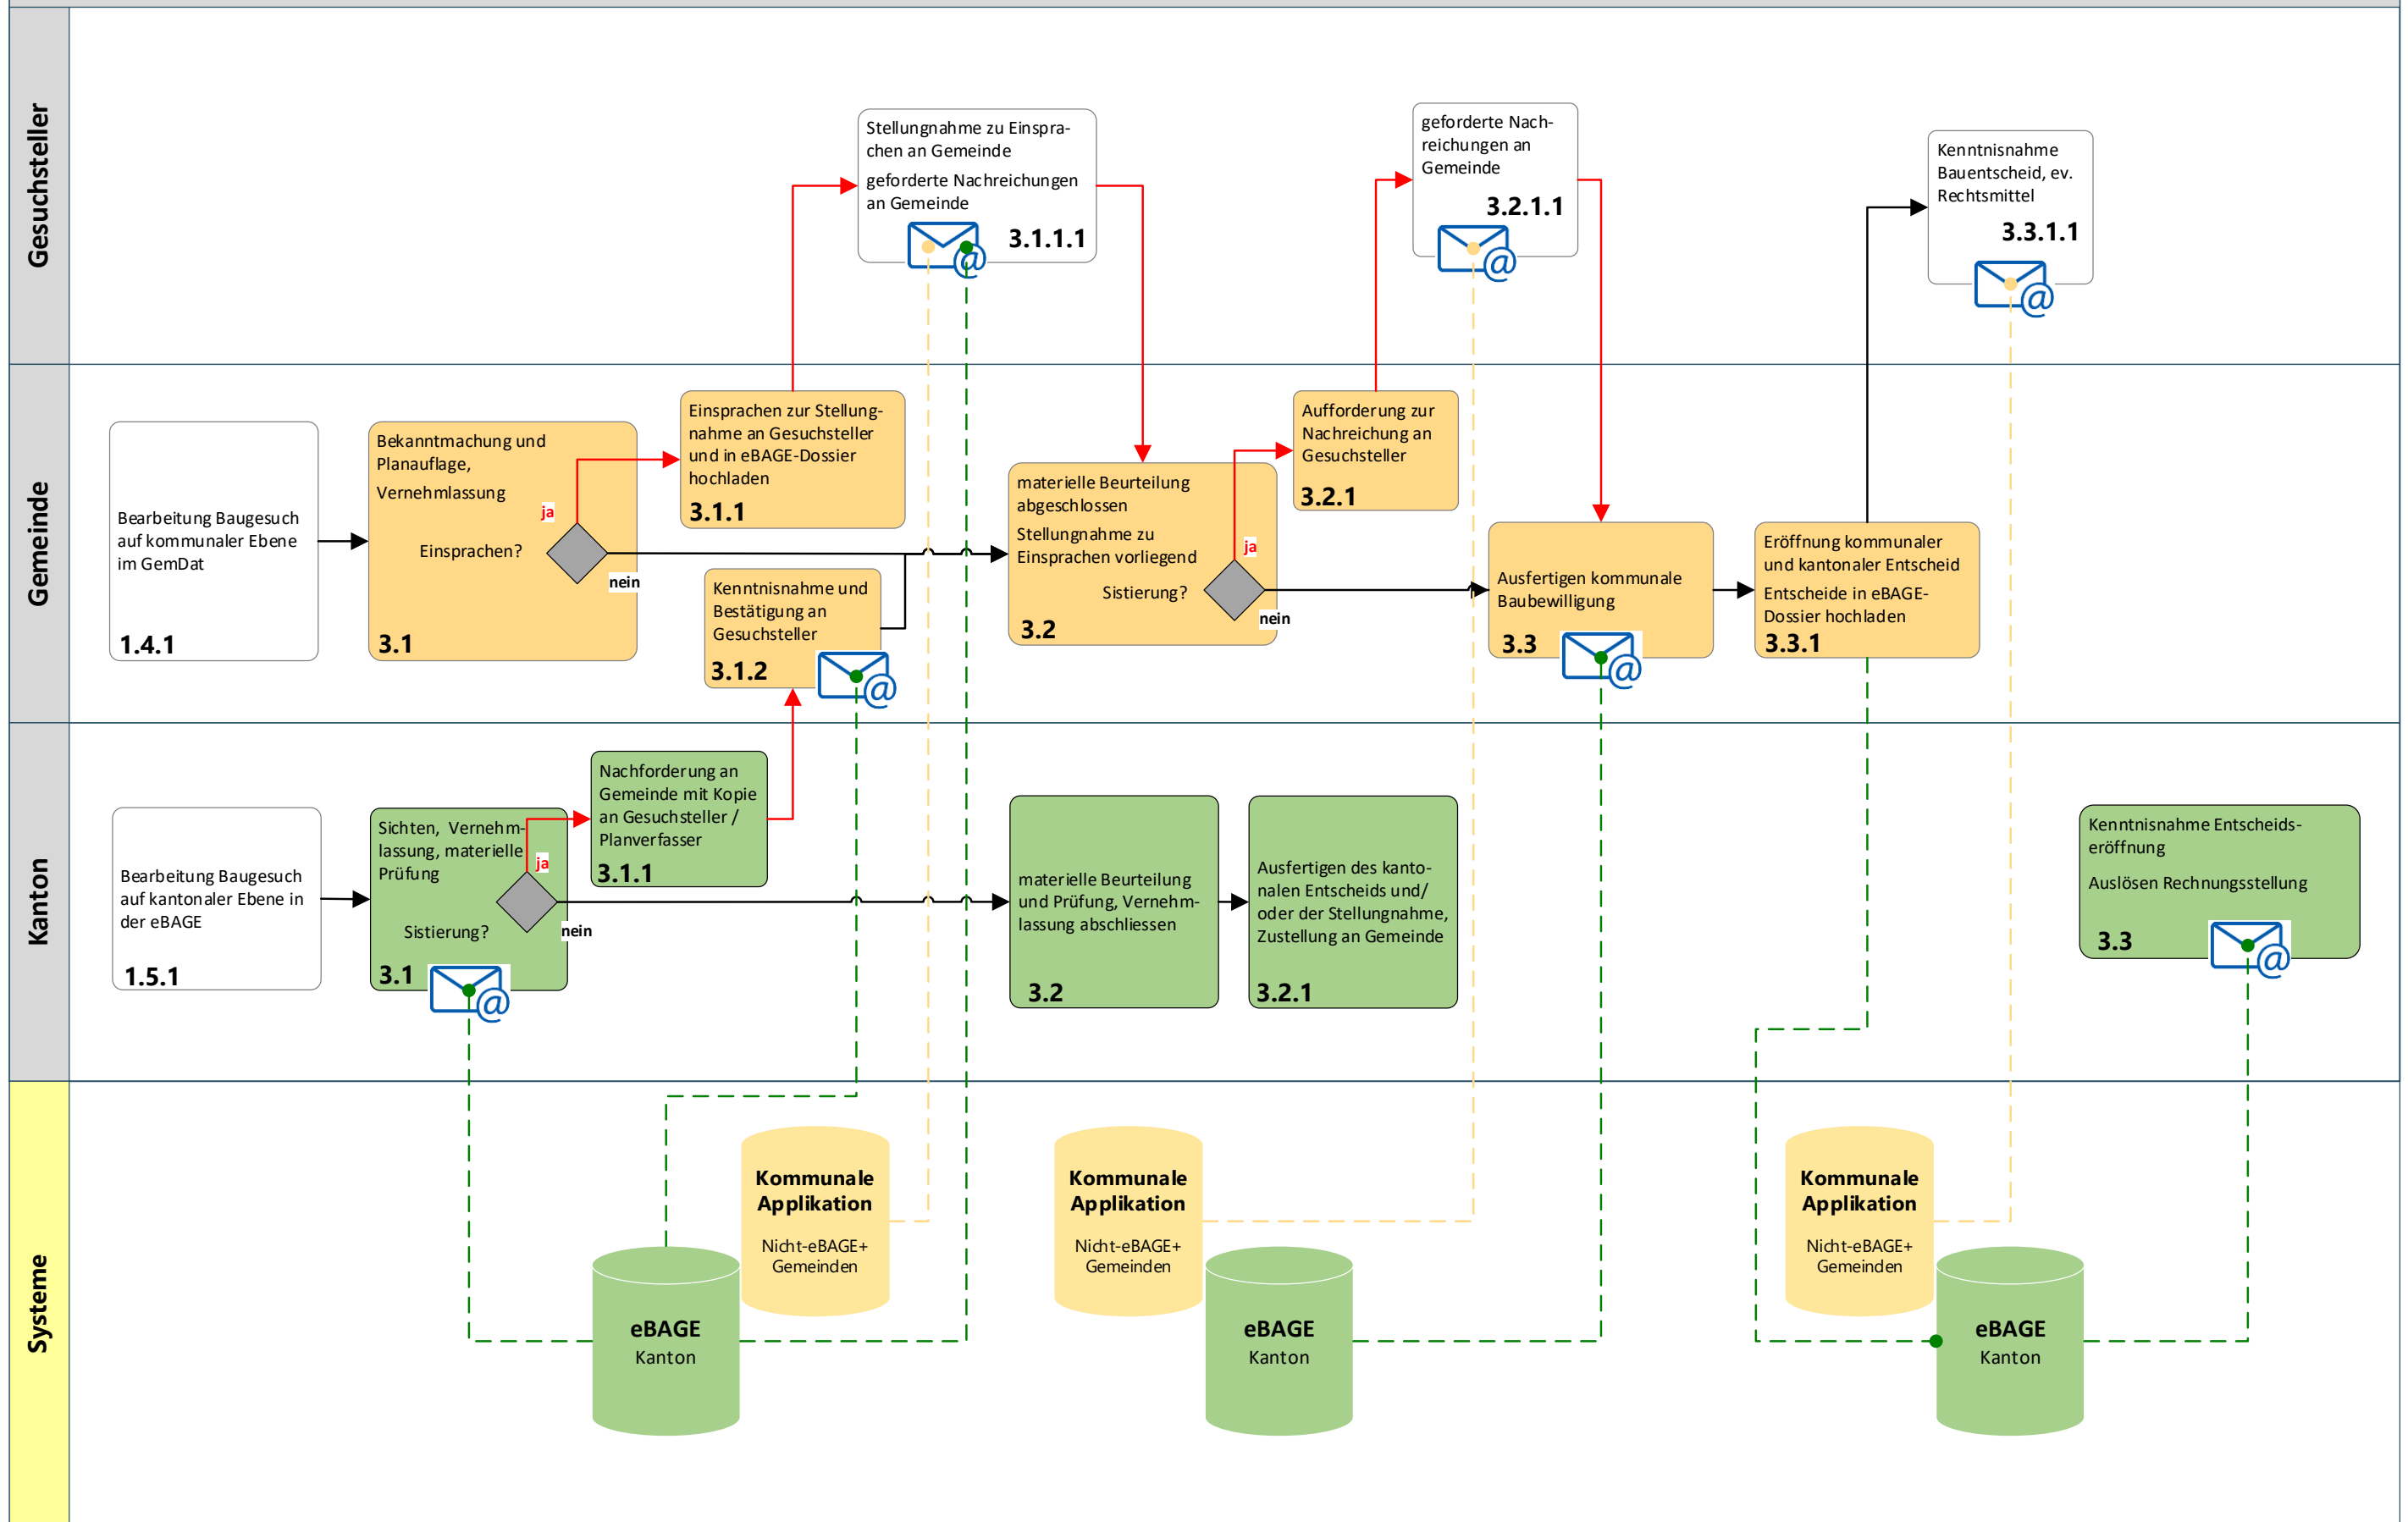 Gesuchsteller
Stellungnahme zu Einspra-
chen an Gemeinde
geforderte Nachreichungen
an Gemeinde
3.1.1.1
@
geforderte Nach-
reichungen an
Gemeinde
3.2.1.1
@
Kenntnisnahme
Bauentscheid, ev.
Rechtsmittel
3.3.1.1
@
Gemeinde
Bearbeitung Baugesuch
auf kommunaler Ebene
im GemDat
1.4.1
Bekanntmachung und
Planauflage,
Vernehmlassung
ja
Einsprachen?
nein
3.1
Einsprachen zur Stellung-
nahme an Gesuchsteller
und in eBAGE-Dossier
hochladen
3.1.1
Kenntnisnahme und
Bestätigung an
Gesuchsteller
3.1.2
@
materielle Beurteilung
abgeschlossen
Stellungnahme zu
Einsprachen vorliegend
ja
Sistierung?
nein
3.2
Aufforderung zur
Nachreichung an
Gesuchsteller
3.2.1
Ausfertigen kommunale
Baubewilligung
3.3
@
Eröffnung kommunaler
und kantonaler Entscheid
Entscheide in eBAGE-
Dossier hochladen
3.3.1
Kanton
Bearbeitung Baugesuch
auf kantonaler Ebene in
der eBAGE
1.5.1
Sichten, Vernehm-
lassung, materielle
Prüfung
ja
Sistierung?
nein
3.1
@
Nachforderung an
Gemeinde mit Kopie
an Gesuchsteller /
Planverfasser
3.1.1
materielle Beurteilung
und Prüfung, Vernehm-
lassung abschliessen
3.2
Ausfertigen des kanto-
nalen Entscheids und/
oder der Stellungnahme,
Zustellung an Gemeinde
3.2.1
Kenntnisnahme Entscheids-
eröffnung
Auslösen Rechnungsstellung
3.3
@
Systeme
Kommunale
Applikation
Nicht-eBAGE+
Gemeinden
eBAGE
Kanton
Kommunale
Applikation
Nicht-eBAGE+
Gemeinden
eBAGE
Kanton
Kommunale
Applikation
Nicht-eBAGE+
Gemeinden
eBAGE
Kanton